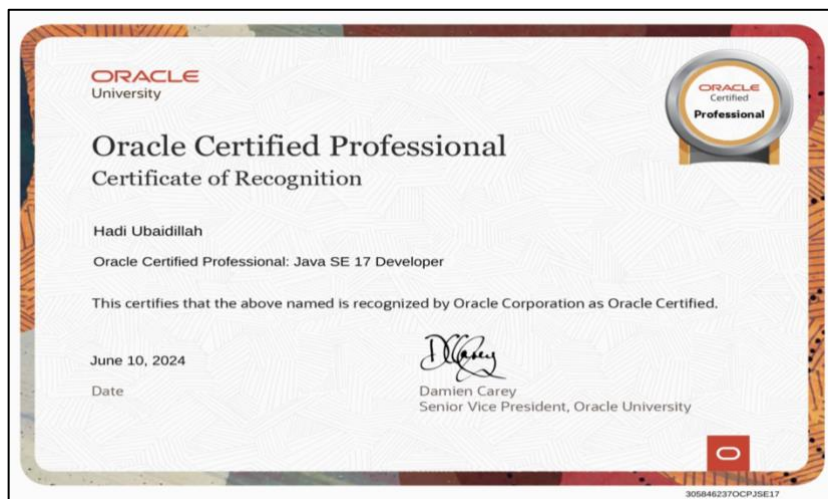 ORACLE
University
ORACLE
Certified
Professional
Oracle Certified Professional
Certificate of Recognition
Hadi Ubaidillah
Oracle Certified Professional: Java SE 17 Developer
This certifies that the above named is recognized by Oracle Corporation as Oracle Certified.
June 10, 2024
Date
DCarey
Damien Carey
Senior Vice President, Oracle University
305846237OCPJSE17